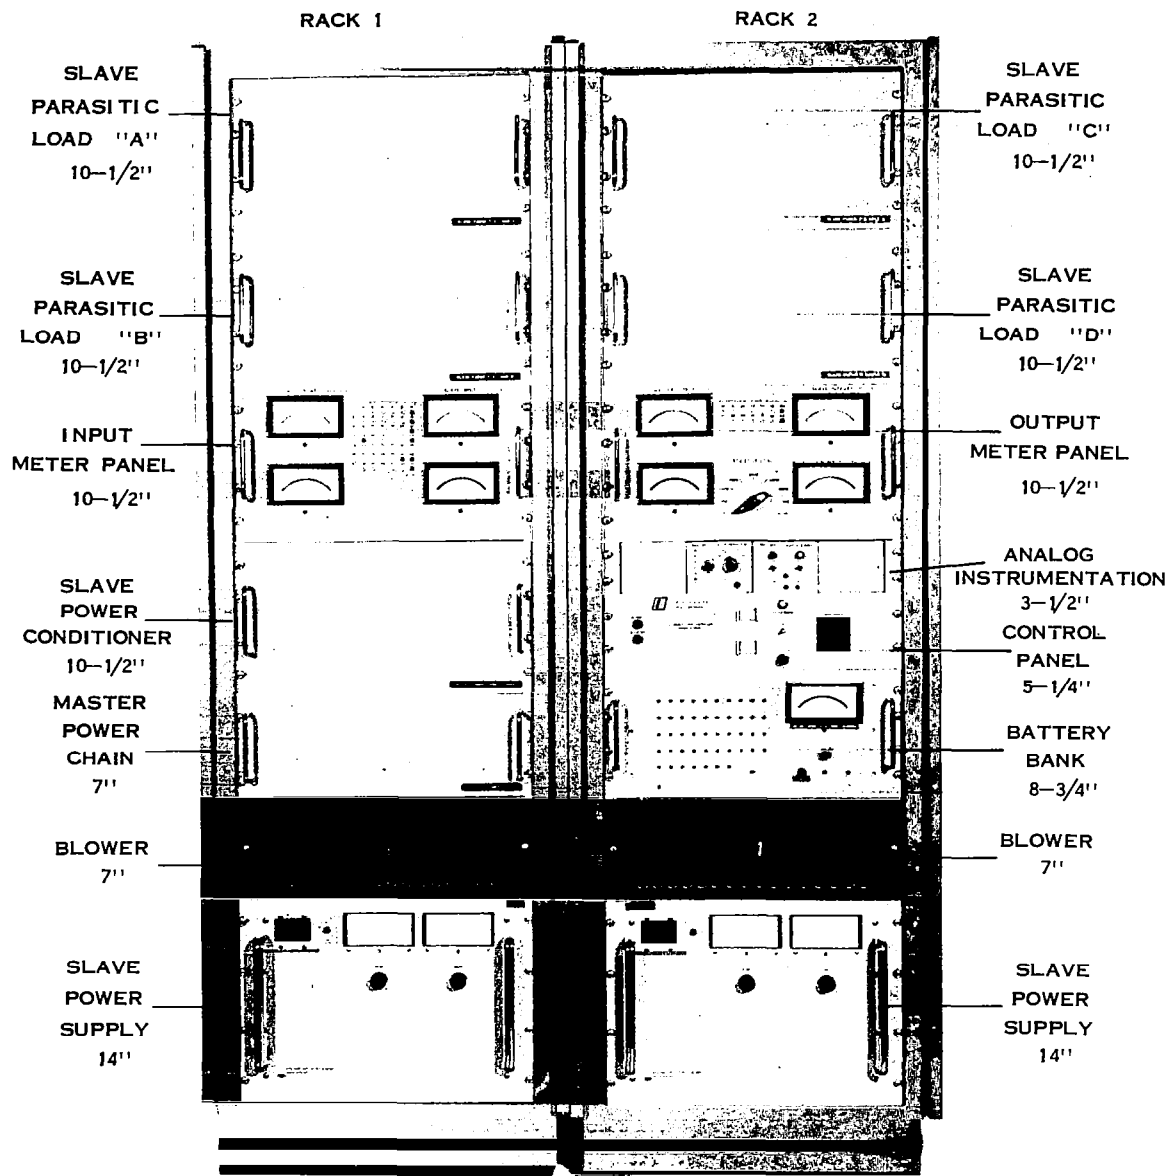 RACK 1
RACK 2
SLAVE
PARASITIC
LOAD "A"
10-1/2"
SLAVE
PARASITIC
LOAD "B"
10-1/2"
INPUT
METER PANEL
10-1/2"
SLAVE
POWER
CONDITIONER
10-1/2"
MASTER
POWER
CHAIN
7"
BLOWER
7"
SLAVE
POWER
SUPPLY
14"
SLAVE
PARASITIC
LOAD "C"
10-1/2"
SLAVE
PARASITIC
LOAD "D"
10-1/2"
OUTPUT
METER PANEL
10-1/2"
ANALOG
INSTRUMENTATION
3-1/2"
CONTROL
PANEL
5-1/4"
BATTERY
BANK
8-3/4"
BLOWER
7"
SLAVE
POWER
SUPPLY
14"